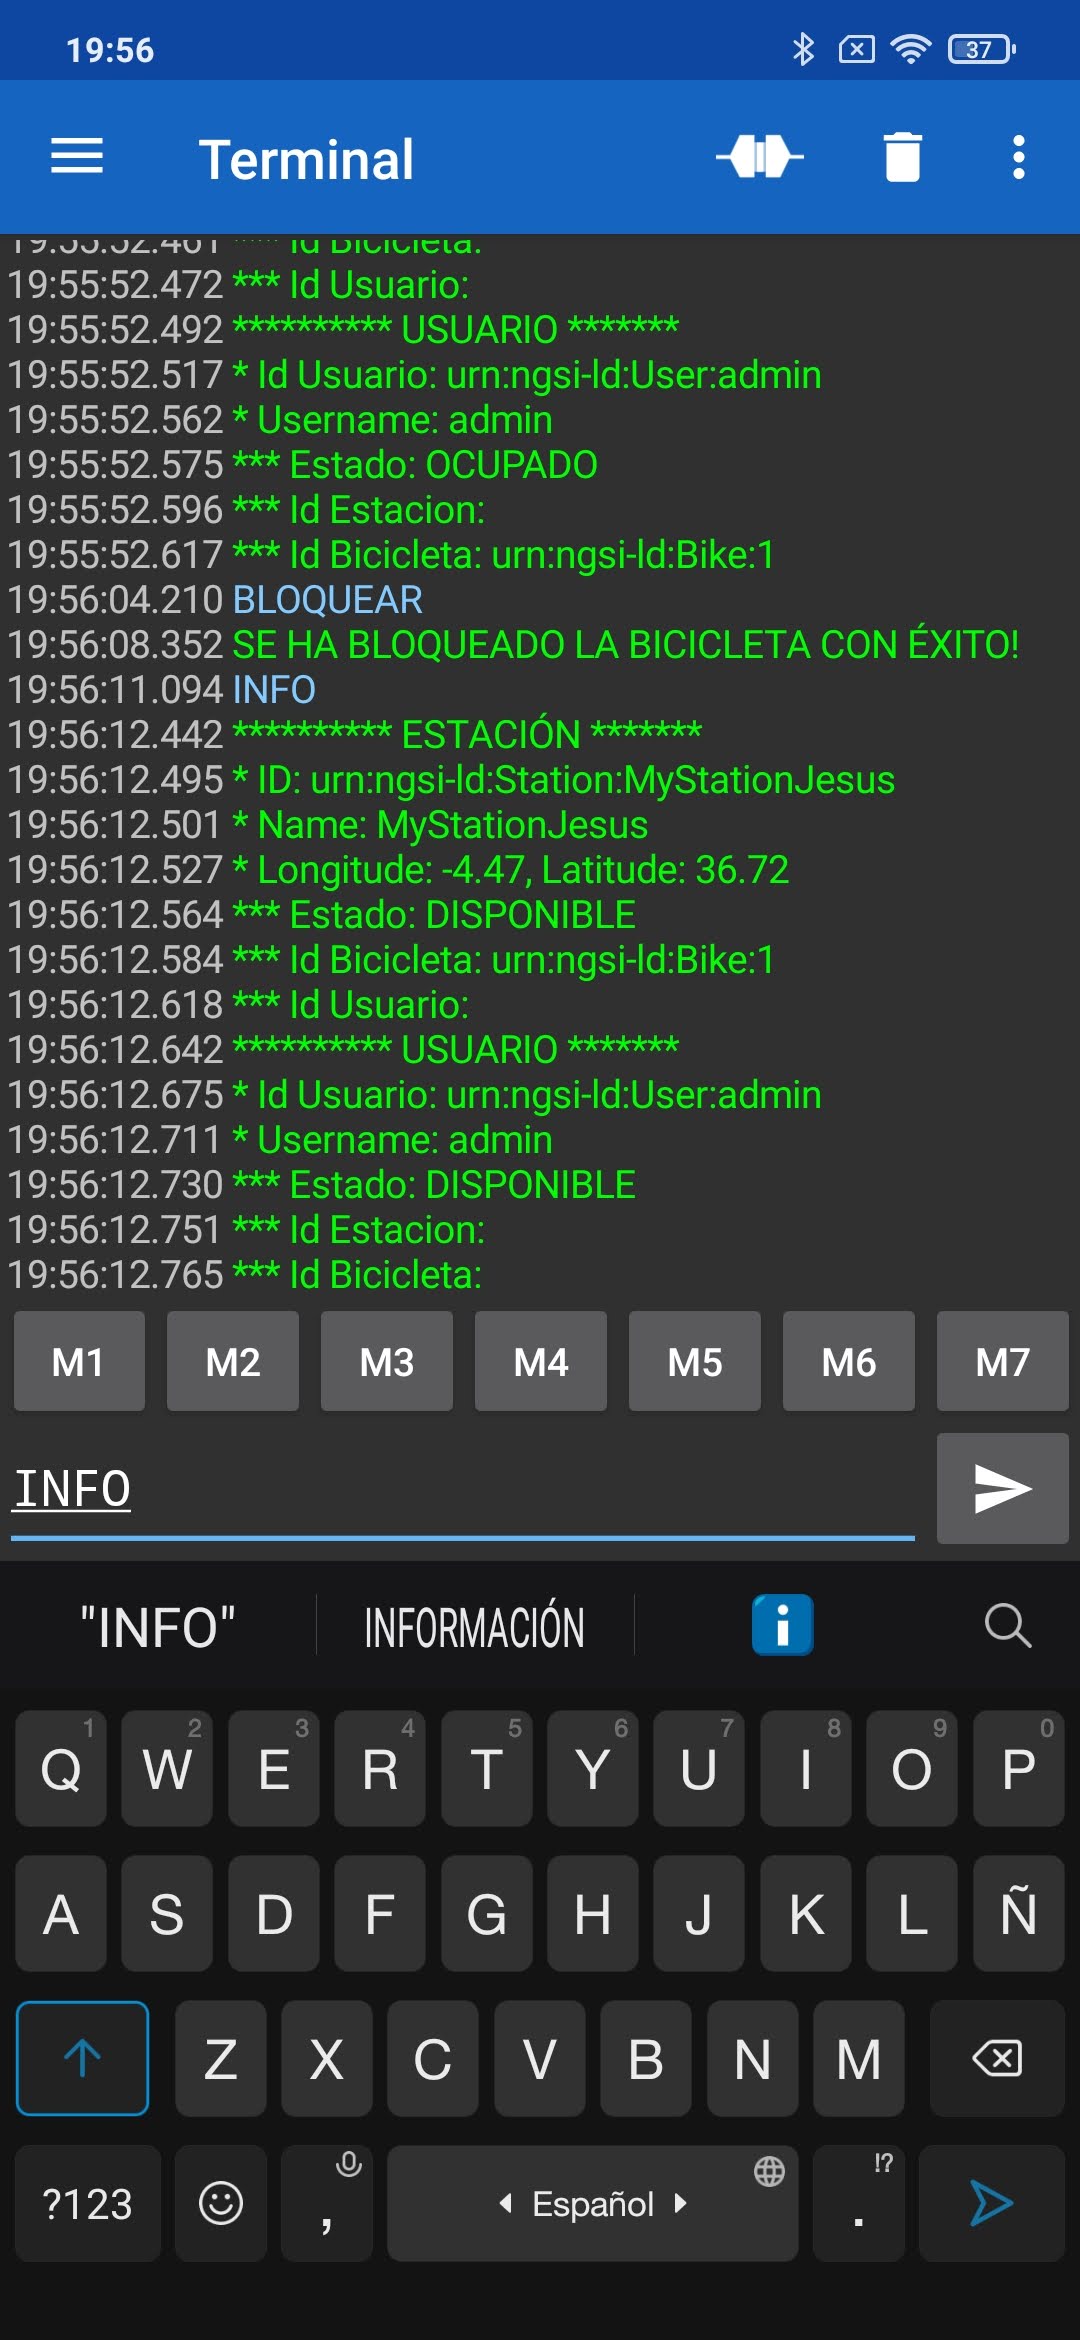 19:56
37
Terminal
19:55:52.461 *** Id Bicicleta:
19:55:52.472 *** Id Usuario:
19:55:52.492 ********** USUARIO *******
19:55:52.517 * Id Usuario: urn:ngsi-ld:User:admin
19:55:52.562 * Username: admin
19:55:52.575 *** Estado: OCUPADO
19:55:52.596 *** Id Estacion:
19:55:52.617 *** Id Bicicleta: urn:ngsi-ld:Bike:1
19:56:04.210 BLOQUEAR
19:56:08.352 SE HA BLOQUEADO LA BICICLETA CON ÉXITO!
19:56:11.094 INFO
19:56:12.442 ********** ESTACIÓN *******
19:56:12.495 * ID: urn:ngsi-ld:Station:MyStationJesus
19:56:12.501 * Name: MyStationJesus
19:56:12.527 * Longitude: -4.47, Latitude: 36.72
19:56:12.564 *** Estado: DISPONIBLE
19:56:12.584 *** Id Bicicleta: urn:ngsi-ld:Bike:1
19:56:12.618 *** Id Usuario:
19:56:12.642 ********** USUARIO *******
19:56:12.675 * Id Usuario: urn:ngsi-ld:User:admin
19:56:12.711 * Username: admin
19:56:12.730 *** Estado: DISPONIBLE
19:56:12.751 *** Id Estacion:
19:56:12.765 *** Id Bicicleta:
M1 M2 M3 M4 M5 M6 M7
INFO
"INFO" INFORMACIÓN i
1 2 3 4 5 6 7 8 9 0
Q W E R T Y U I O P
A S D F G H J K L Ñ
Z X C V B N M
!?
?123 , Español .